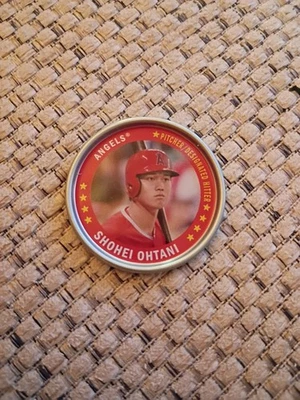 ANGELS®
★PITCHER/DESIGNATED HITTER
SHOHEI OHTANI
A